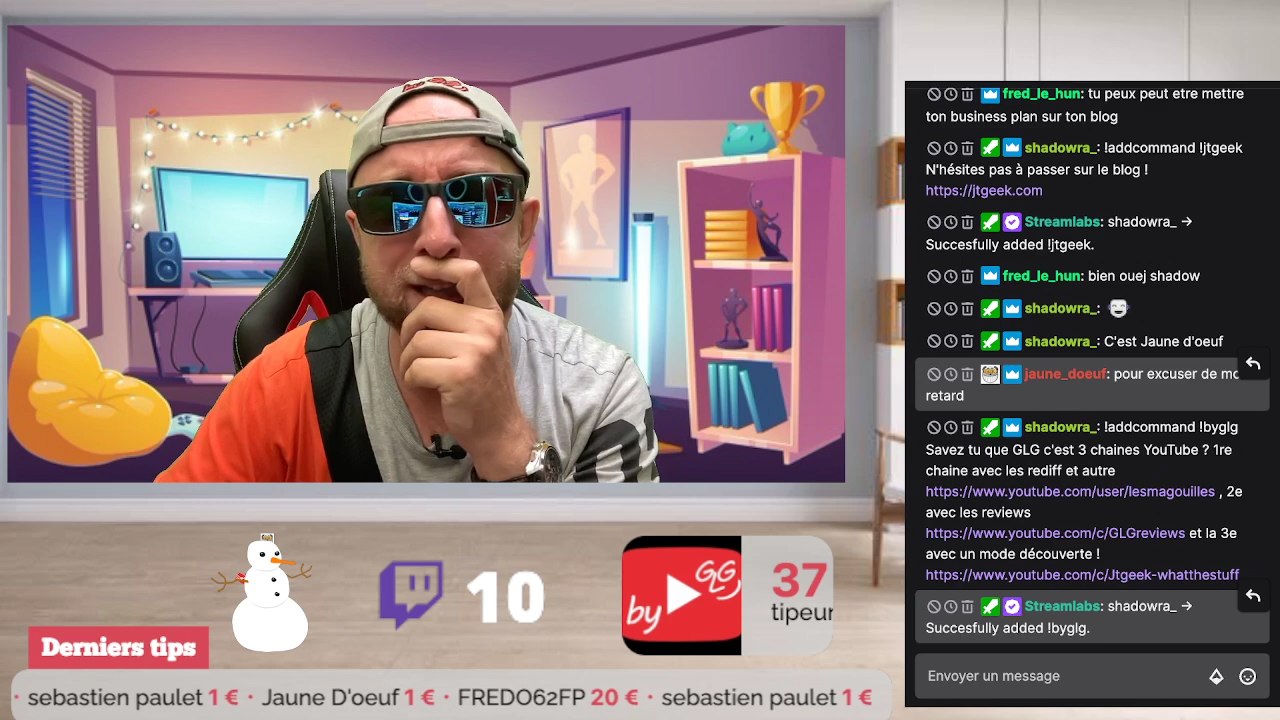 fred_le_hun: tu peux peut etre mettre
ton business plan sur ton blog
shadowra_: !addcommand !jtgeek
N'hésites pas à passer sur le blog !
https://jtgeek.com
Streamlabs: shadowra_ →
Succesfully added !jtgeek.
fred_le_hun: bien ouej shadow
shadowra_:
shadowra_: C'est Jaune d'oeuf
jaune_doeuf: pour excuser de mo
retard
shadowra_: !addcommand !byglg
Savez tu que GLG c'est 3 chaines YouTube ? 1re
chaine avec les rediff et autre
https://www.youtube.com/user/lesmagouilles , 2e
avec les reviews
https://www.youtube.com/c/GLGreviews et la 3e
avec un mode découverte !
https://www.youtube.com/c/Jtgeek-whatthestuff
Streamlabs: shadowra_ →
Succesfully added !byglg.
Envoyer un message
10
by GLG
37
tipeur
Derniers tips
· sebastien paulet 1 € · Jaune D'oeuf 1 € · FREDO62FP 20 € · sebastien paulet 1 €